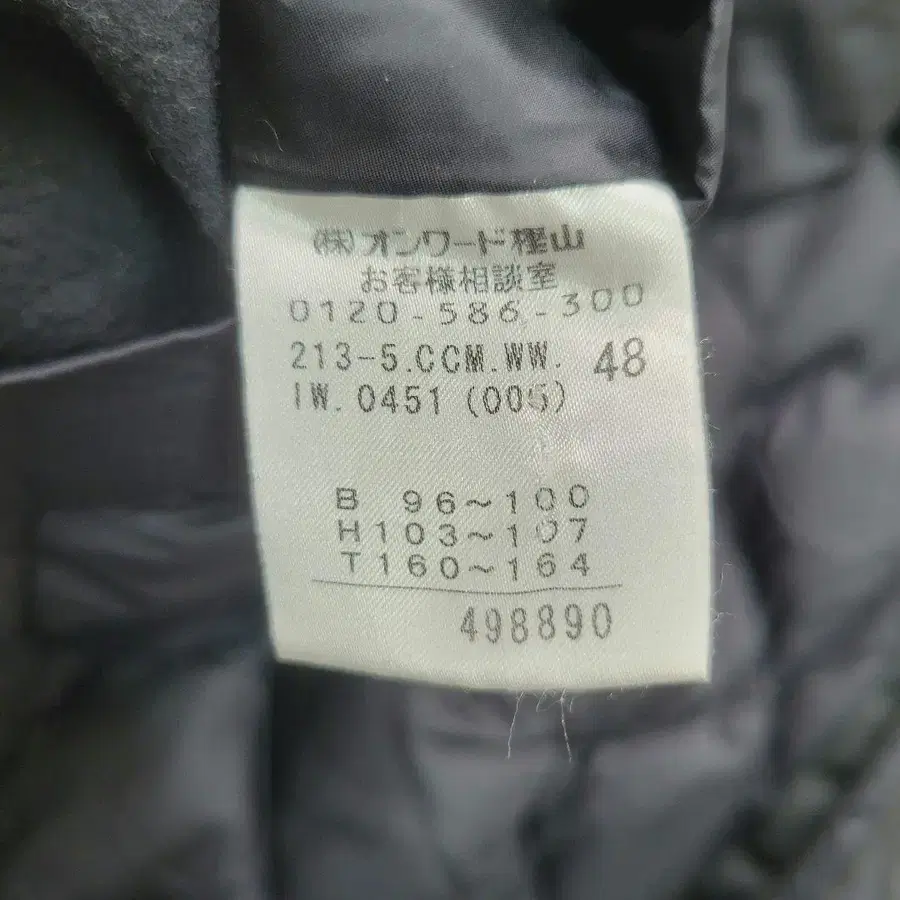 ㈱オンワード樫山
お客様相談室
0120-586-300
213-5.CCM.WW. 48
IW.0451 (005)
B 96~100
H103~107
T160~164
498890